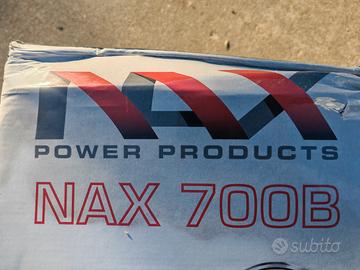 NAX
POWER PRODUCTS
NAX 700B
subito